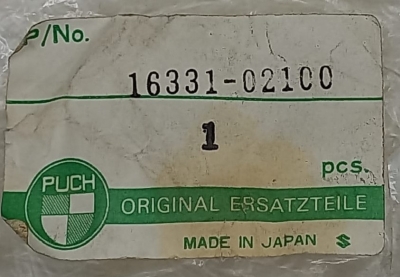 P/No.
16331-02100
1
pcs.
PUCH
ORIGINAL ERSATZTEILE
MADE IN JAPAN